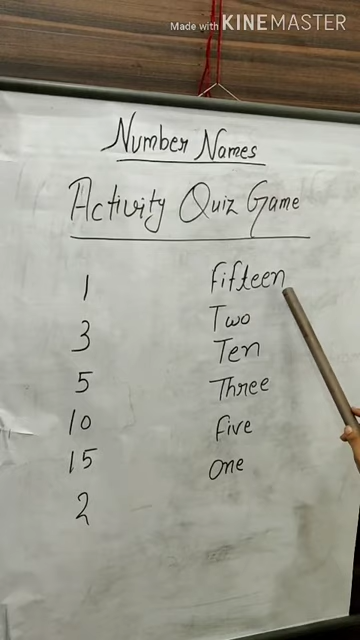 Made with KINEMASTER
Number Names
Activity Quiz Game
1 Fifteen
3 Two
5 Ten
10 Three
15 Five
2 One